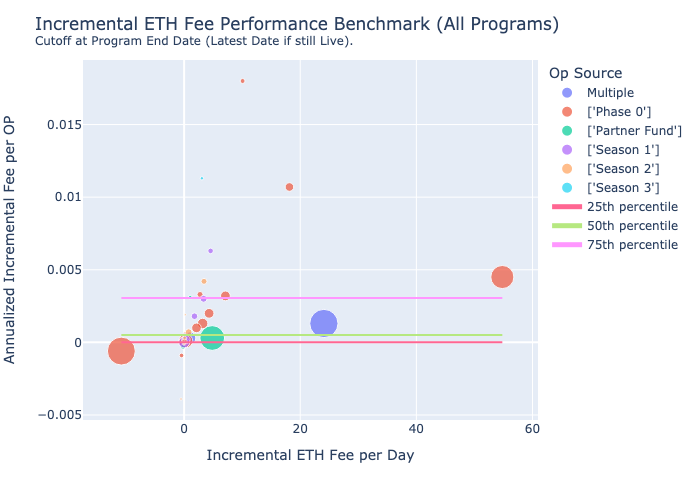 Incremental ETH Fee Performance Benchmark (All Programs)
Cutoff at Program End Date (Latest Date if still Live).
Annualized Incremental Fee per OP
0.015
0.01
0.005
0
−0.005
0
20
40
60
Incremental ETH Fee per Day
Op Source
Multiple
['Phase 0']
['Partner Fund']
['Season 1']
['Season 2']
['Season 3']
25th percentile
50th percentile
75th percentile